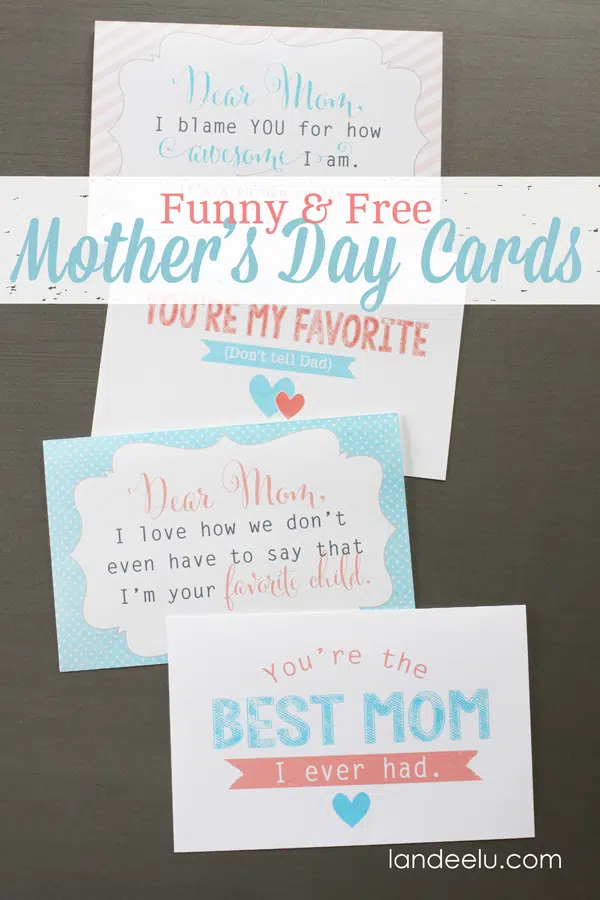 Dear Mom,
I blame YOU for how
awesome I am.
Funny & Free
Mother's Day Cards
YOU'RE MY FAVORITE
(Don't tell Dad)
Dear Mom,
I love how we don't
even have to say that
I'm your favorite child.
You're the
BEST MOM
I ever had.
landeelu.com